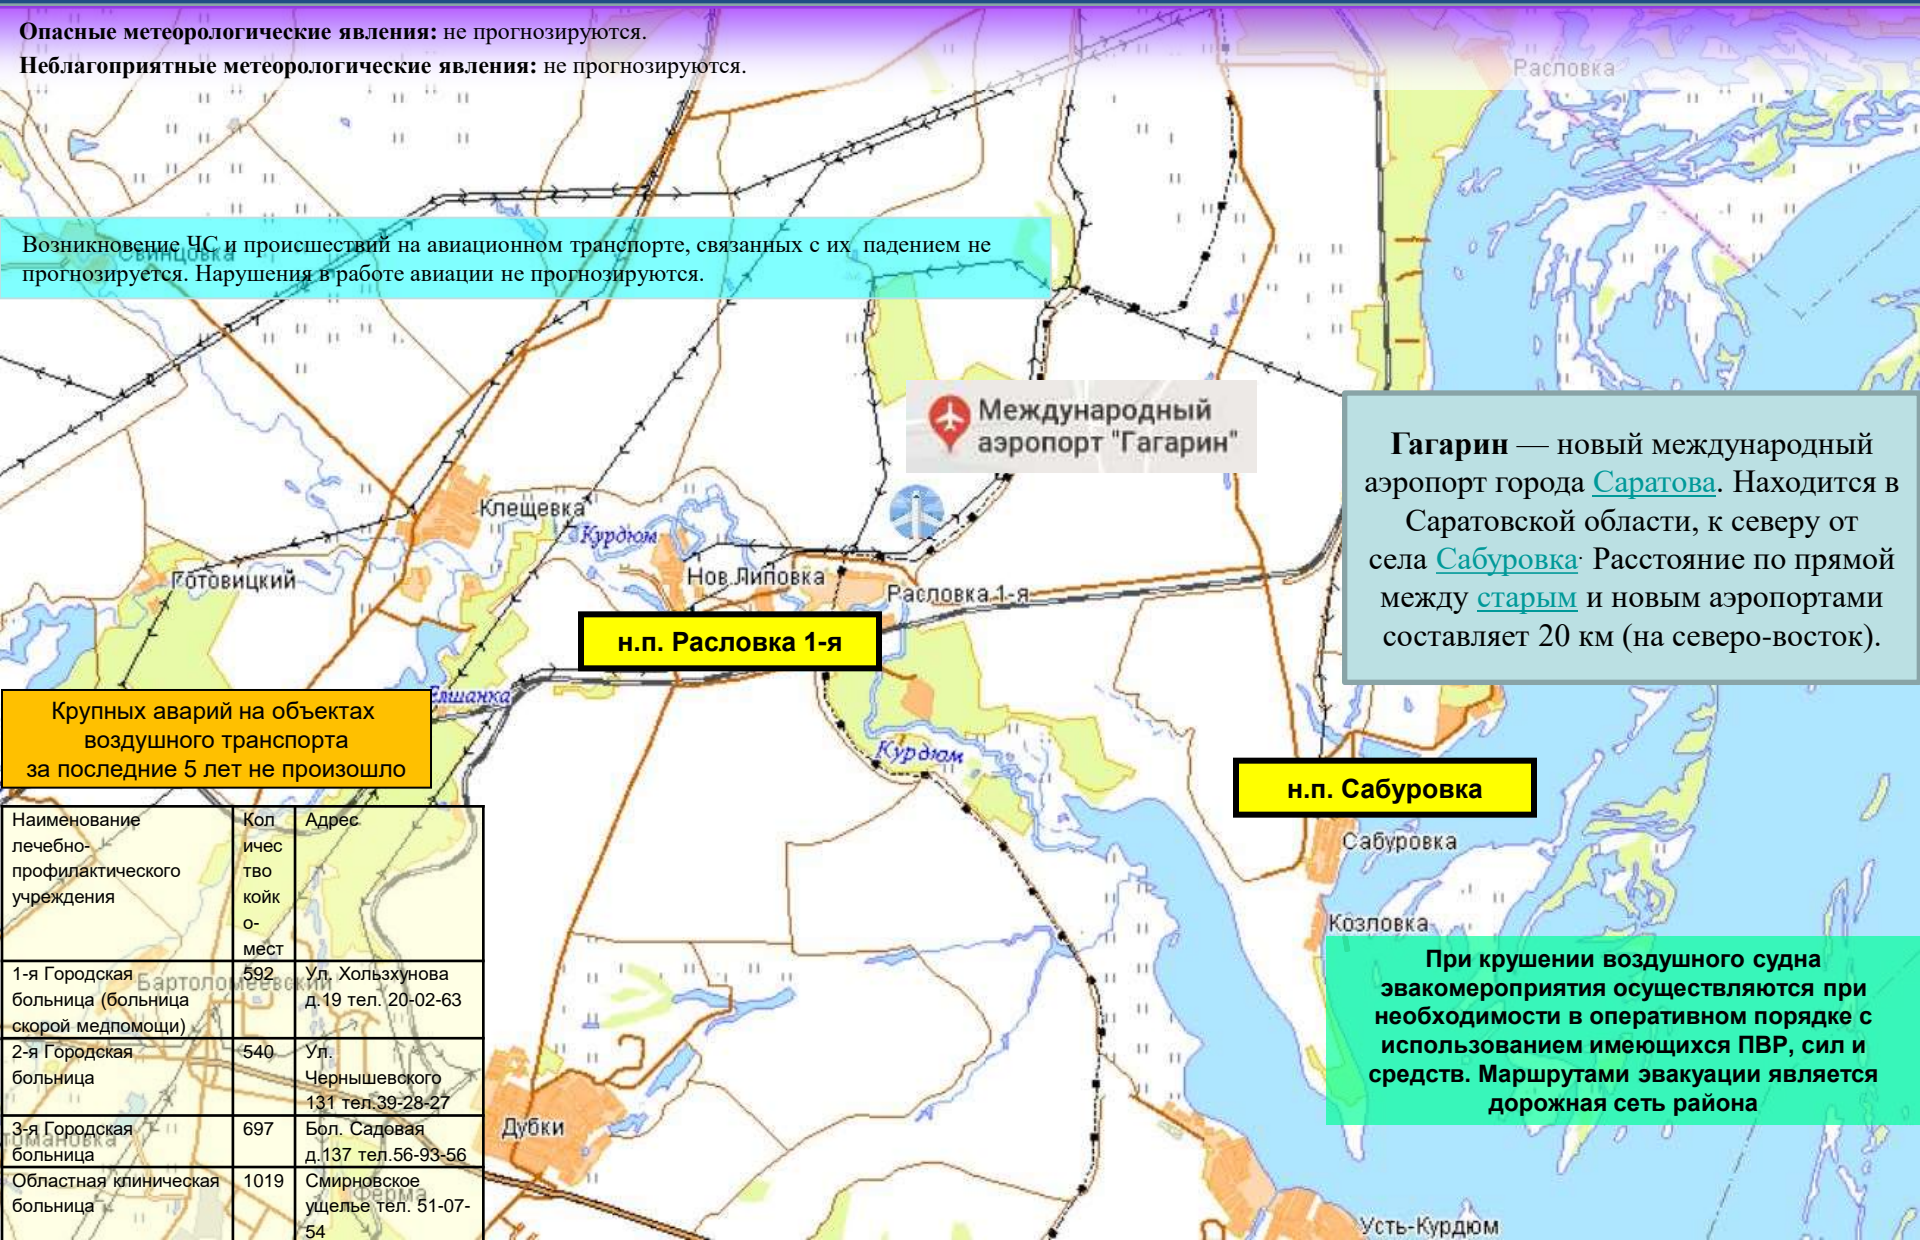 Опасные метеорологические явления: не прогнозируются.
Неблагоприятные метеорологические явления: не прогнозируются.
Расловка
Свинцовка
Возникновение ЧС и происшествий на авиационном транспорте, связанных с их падением не
прогнозируется. Нарушения в работе авиации не прогнозируются.
Международный
аэропорт "Гагарин"
Гагарин — новый международный
аэропорт города Саратова. Находится в
Саратовской области, к северу от
села Сабуровка. Расстояние по прямой
между старым и новым аэропортами
составляет 20 км (на северо-восток).
Клещевка
Курдюм
Готовицкий
Нов.Липовка
Расловка 1-я
н.п. Расловка 1-я
Елшанка
Крупных аварий на объектах
воздушного транспорта
за последние 5 лет не произошло
Курдюм
н.п. Сабуровка
Сабуровка
Козловка
При крушении воздушного судна
эвакомероприятия осуществляются при
необходимости в оперативном порядке с
использованием имеющихся ПВР, сил и
средств. Маршрутами эвакуации является
дорожная сеть района
Наименование
лечебно-
профилактического
учреждения
Кол
ичес
тво
койк
о-
мест
Адрес
1-я Городская
больница (больница
скорой медпомощи)
592
Ул. Хользхунова
д.19 тел. 20-02-63
Бартоломеевский
2-я Городская
больница
540
Ул.
Чернышевского
131 тел.39-28-27
3-я Городская
больница
697
Бол. Садовая
д.137 тел.56-93-56
Областная клиническая
больница
1019
Смирновское
ущелье тел. 51-07-
54
Ферма
Дубки
Усть-Курдюм